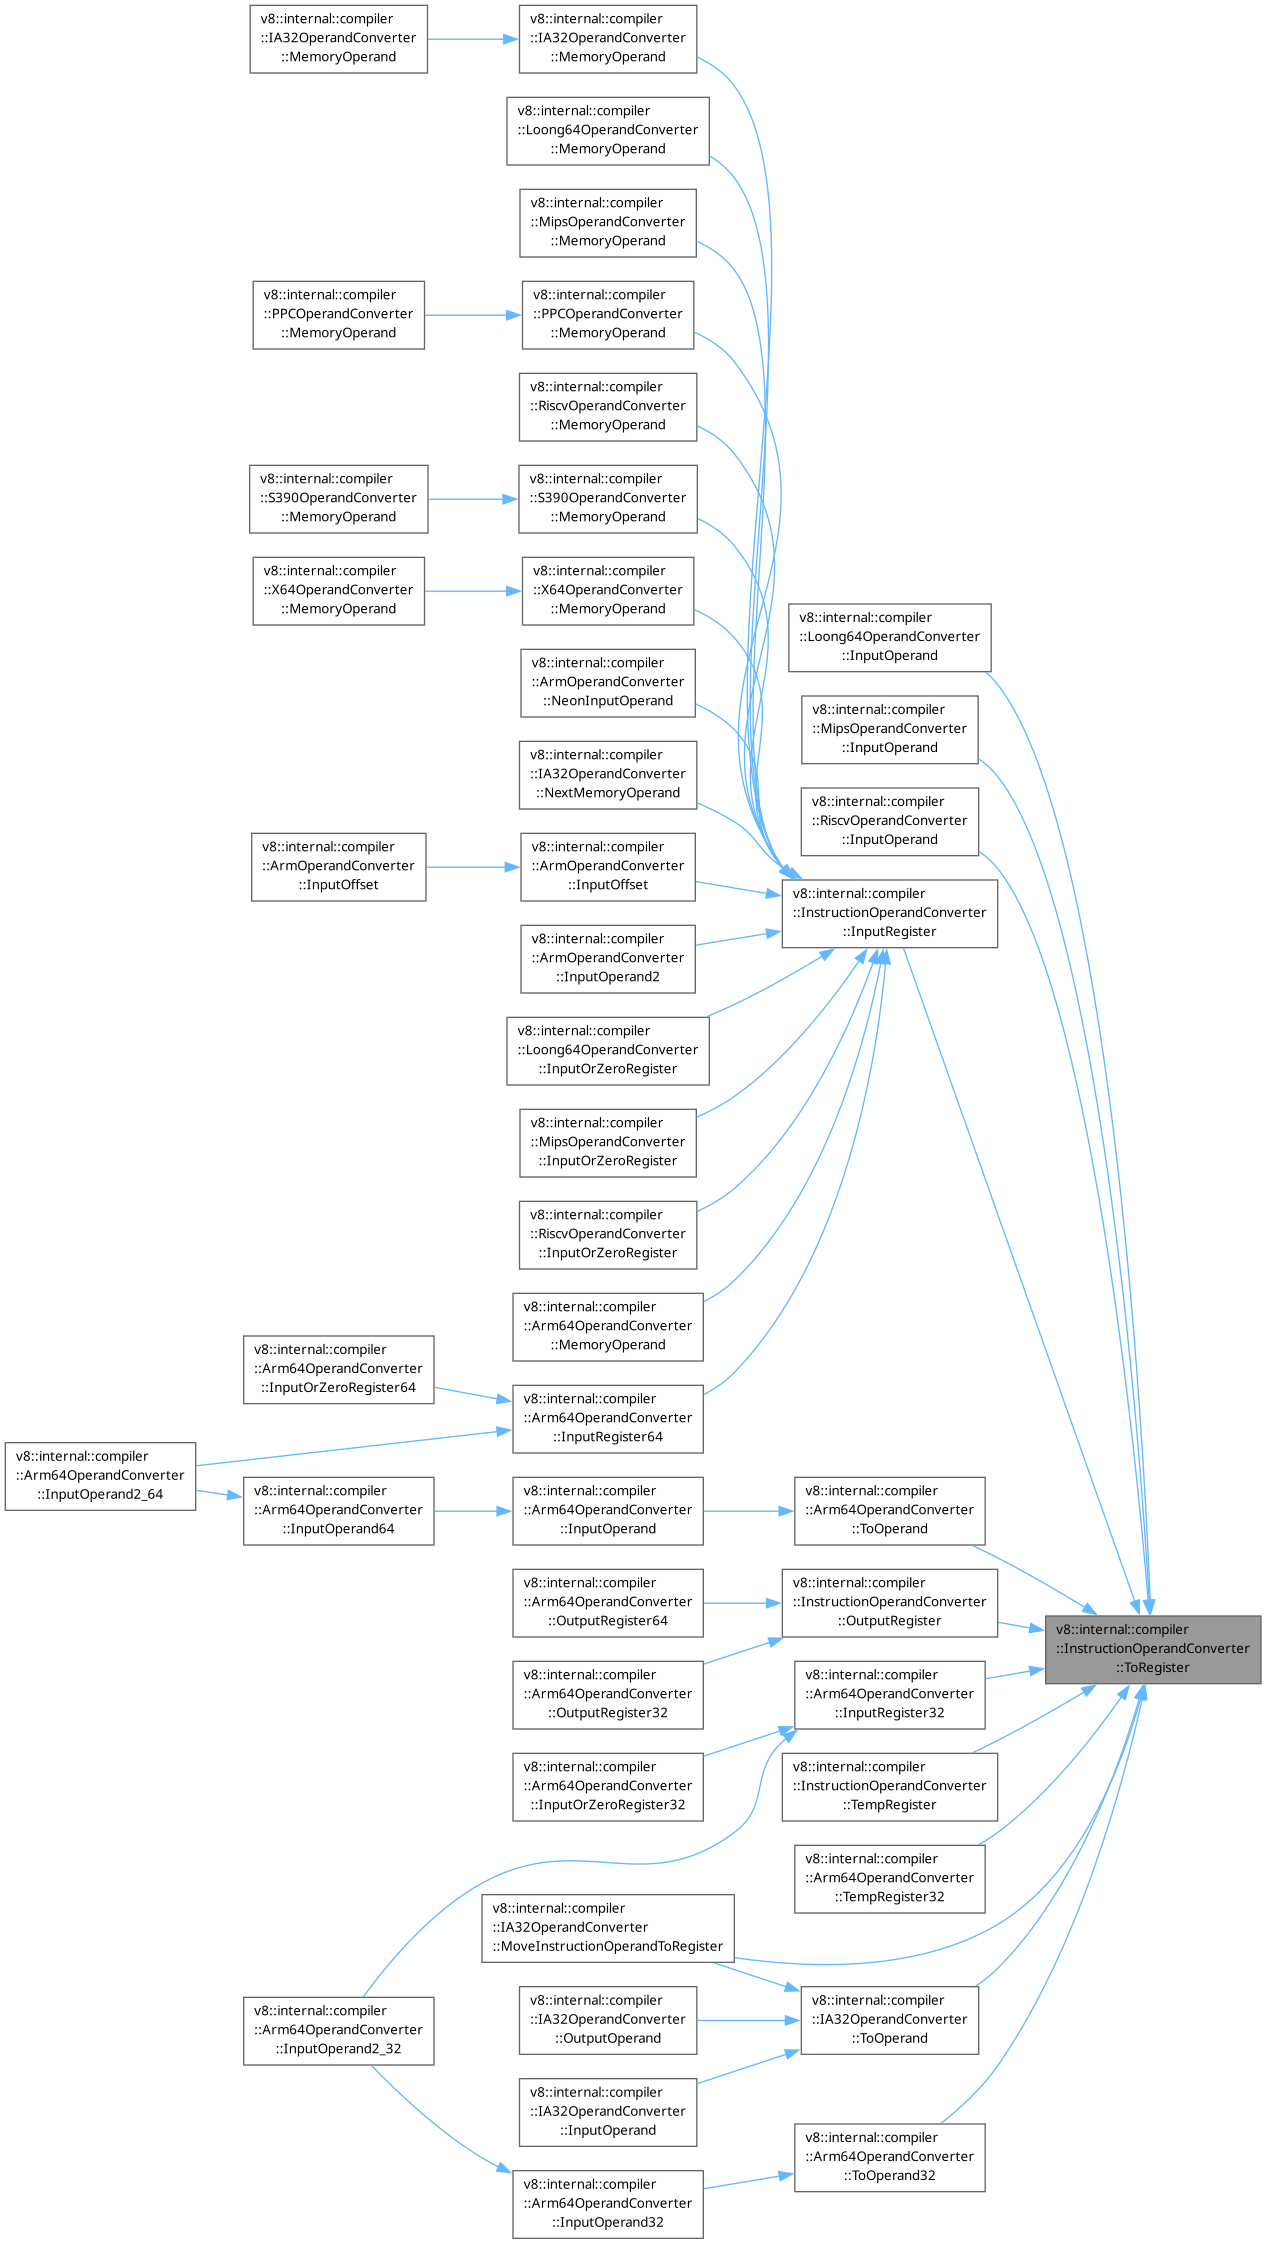 v8::internal::compiler
::IA32OperandConverter
::MemoryOperand
v8::internal::compiler
::IA32OperandConverter
::MemoryOperand
v8::internal::compiler
::Loong64OperandConverter
::MemoryOperand
v8::internal::compiler
::MipsOperandConverter
::MemoryOperand
v8::internal::compiler
::PPCOperandConverter
::MemoryOperand
v8::internal::compiler
::PPCOperandConverter
::MemoryOperand
v8::internal::compiler
::RiscvOperandConverter
::MemoryOperand
v8::internal::compiler
::S390OperandConverter
::MemoryOperand
v8::internal::compiler
::S390OperandConverter
::MemoryOperand
v8::internal::compiler
::X64OperandConverter
::MemoryOperand
v8::internal::compiler
::X64OperandConverter
::MemoryOperand
v8::internal::compiler
::Loong64OperandConverter
::InputOperand
v8::internal::compiler
::ArmOperandConverter
::NeonInputOperand
v8::internal::compiler
::MipsOperandConverter
::InputOperand
v8::internal::compiler
::IA32OperandConverter
::NextMemoryOperand
v8::internal::compiler
::RiscvOperandConverter
::InputOperand
v8::internal::compiler
::ArmOperandConverter
::InputOffset
v8::internal::compiler
::ArmOperandConverter
::InputOffset
v8::internal::compiler
::InstructionOperandConverter
::InputRegister
v8::internal::compiler
::ArmOperandConverter
::InputOperand2
v8::internal::compiler
::Loong64OperandConverter
::InputOrZeroRegister
v8::internal::compiler
::MipsOperandConverter
::InputOrZeroRegister
v8::internal::compiler
::RiscvOperandConverter
::InputOrZeroRegister
v8::internal::compiler
::Arm64OperandConverter
::MemoryOperand
v8::internal::compiler
::Arm64OperandConverter
::InputOrZeroRegister64
v8::internal::compiler
::Arm64OperandConverter
::InputRegister64
v8::internal::compiler
::Arm64OperandConverter
::InputOperand2_64
v8::internal::compiler
::Arm64OperandConverter
::InputOperand64
v8::internal::compiler
::Arm64OperandConverter
::InputOperand
v8::internal::compiler
::Arm64OperandConverter
::ToOperand
v8::internal::compiler
::Arm64OperandConverter
::OutputRegister64
v8::internal::compiler
::InstructionOperandConverter
::OutputRegister
v8::internal::compiler
::InstructionOperandConverter
::ToRegister
v8::internal::compiler
::Arm64OperandConverter
::OutputRegister32
v8::internal::compiler
::Arm64OperandConverter
::InputRegister32
v8::internal::compiler
::Arm64OperandConverter
::InputOrZeroRegister32
v8::internal::compiler
::InstructionOperandConverter
::TempRegister
v8::internal::compiler
::Arm64OperandConverter
::TempRegister32
v8::internal::compiler
::IA32OperandConverter
::MoveInstructionOperandToRegister
v8::internal::compiler
::Arm64OperandConverter
::InputOperand2_32
v8::internal::compiler
::IA32OperandConverter
::OutputOperand
v8::internal::compiler
::IA32OperandConverter
::ToOperand
v8::internal::compiler
::IA32OperandConverter
::InputOperand
v8::internal::compiler
::Arm64OperandConverter
::ToOperand32
v8::internal::compiler
::Arm64OperandConverter
::InputOperand32